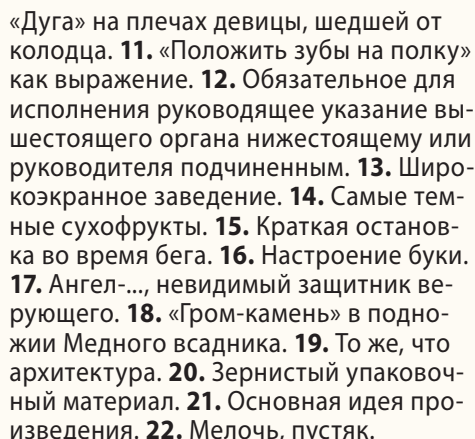 «Дуга» на плечах девицы, шедшей от
колодца. 11. «Положить зубы на полку»
как выражение. 12. Обязательное для
исполнения руководящее указание вы-
шестоящего органа нижестоящему или
руководителя подчиненным. 13. Широ-
коэкранное заведение. 14. Самые тем-
ные сухофрукты. 15. Краткая останов-
ка во время бега. 16. Настроение буки.
17. Ангел-..., невидимый защитник ве-
рующего. 18. «Гром-камень» в подно-
жии Медного всадника. 19. То же, что
архитектура. 20. Зернистый упаковоч-
ный материал. 21. Основная идея про-
изведения. 22. Мелочь, пустяк.